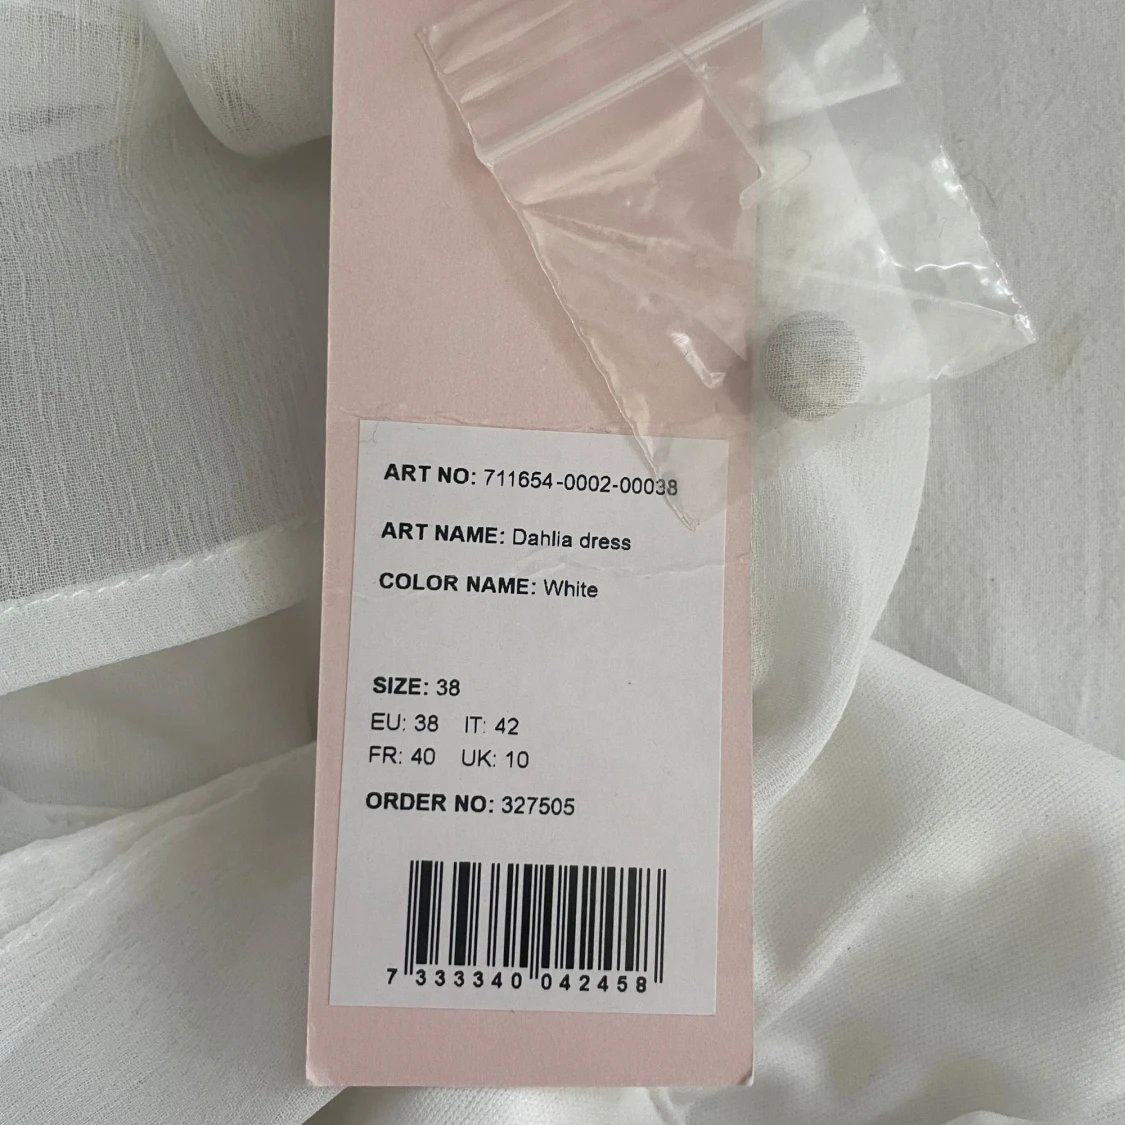 ART NO: 711654-0002-00038
ART NAME: Dahlia dress
COLOR NAME: White
SIZE: 38
EU: 38 IT: 42
FR: 40 UK: 10
ORDER NO: 327505
7 333340 042458